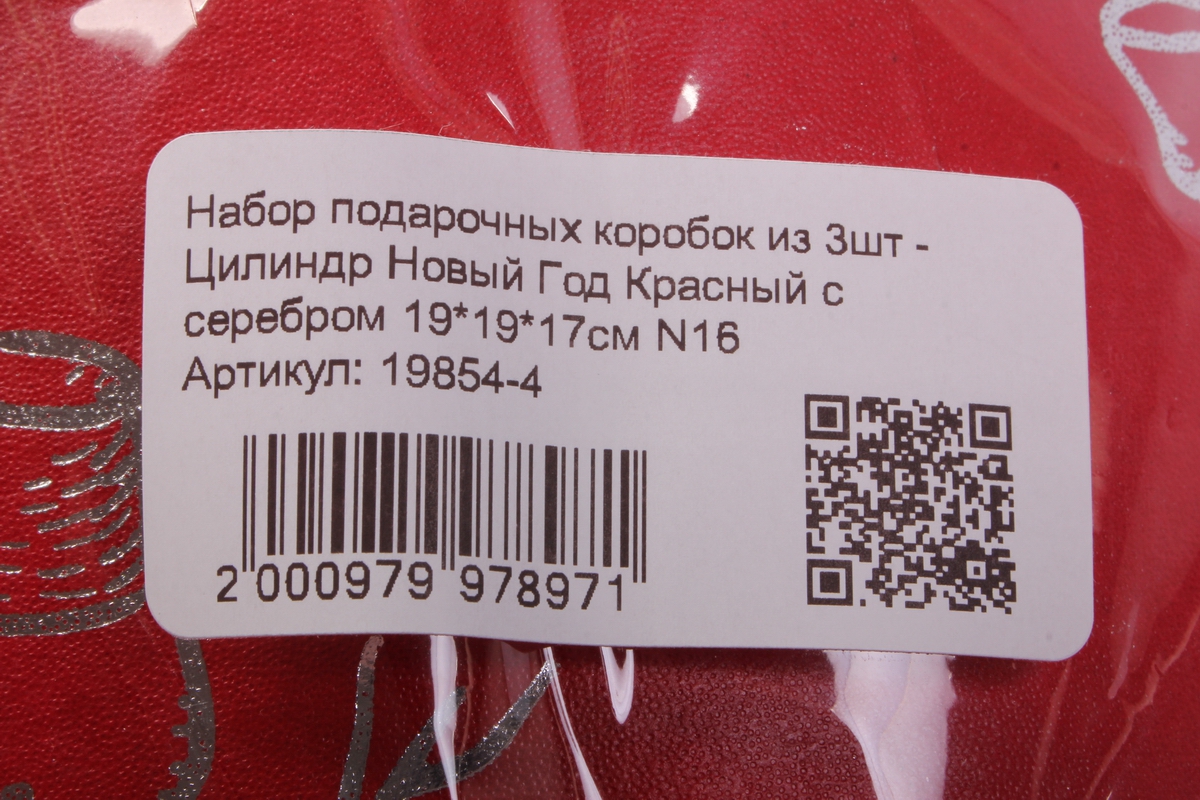 Набор подарочных коробок из 3шт -
Цилиндр Новый Год Красный с
серебром 19*19*17см N16
Артикул: 19854-4
2 000979 978971